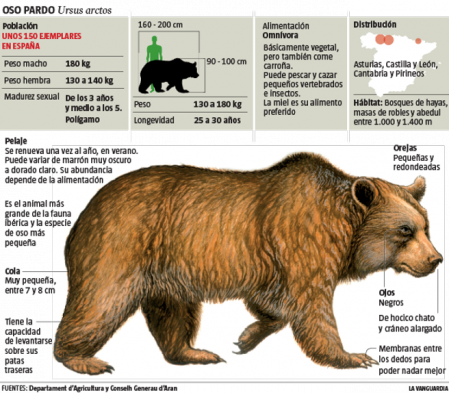 OSO PARDO Ursus arctos
Población
UNOS 150 EJEMPLARES
EN ESPAÑA
Peso macho 180 kg
Peso hembra 130 a 140 kg
Madurez sexual De los 3 años
y medio a los 5.
Polígamo
160 - 200 cm
90 - 100 cm
Peso 130 a 180 kg
Longevidad 25 a 30 años
Alimentación
Omnívora
Básicamente vegetal,
pero también come
carroña.
Puede pescar y cazar
pequeños vertebrados
e insectos.
La miel es su alimento
preferido
Distribución
Asturias, Castilla y León,
Cantabria y Pirineos
Hábitat: Bosques de hayas,
masas de robles y abedul
entre 1.000 y 1.400 m
Pelaje
Se renueva una vez al año, en verano.
Puede variar de marrón muy oscuro
a dorado claro. Su abundancia
depende de la alimentación
Es el animal más
grande de la fauna
ibérica y la especie
de oso más
pequeña
Cola
Muy pequeña,
entre 7 y 8 cm
Tiene la
capacidad
de levantarse
sobre sus
patas
traseras
Orejas
Pequeñas y
redondeadas
Ojos
Negros
De hocico chato
y cráneo alargado
Membranas entre
los dedos para
poder nadar mejor
FUENTES: Departament d'Agricultura y Conselh Generau d'Aran
LA VANGUARDIA